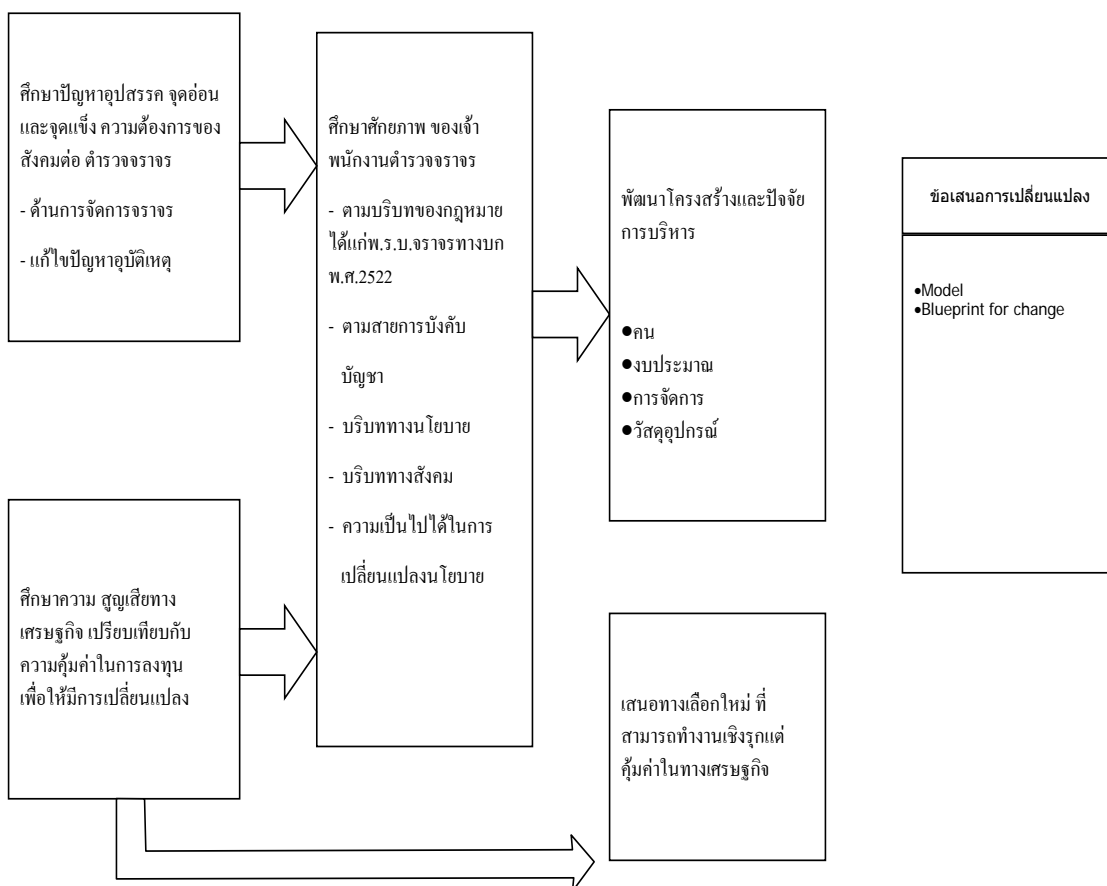 ศึกษาปัญหาอุปสรรค จุดอ่อน
และจุดแข็ง ความต้องการของ
สังคมต่อ ตำรวจจราจร
- ด้านการจัดการจราจร
- แก้ไขปัญหาอุบัติเหตุ
ศึกษาความ สูญเสียทาง
เศรษฐกิจ เปรียบเทียบกับ
ความคุ้มค่าในการลงทุน
เพื่อให้มีการเปลี่ยนแปลง
ศึกษาศักยภาพ ของเจ้า
พนักงานตำรวจจราจร
- ตามบริบทของกฎหมาย
ได้แก่พ.ร.บ.จราจรทางบก
พ.ศ.2522
- ตามสายการบังคับ
บัญชา
- บริบททางนโยบาย
- บริบททางสังคม
- ความเป็นไปได้ในการ
เปลี่ยนแปลงนโยบาย
พัฒนาโครงสร้างและปัจจัย
การบริหาร
●คน
●งบประมาณ
●การจัดการ
●วัสดุอุปกรณ์
เสนอทางเลือกใหม่ ที่
สามารถทำงานเชิงรุกแต่
คุ้มค่าในทางเศรษฐกิจ
ข้อเสนอการเปลี่ยนแปลง
•Model
•Blueprint for change